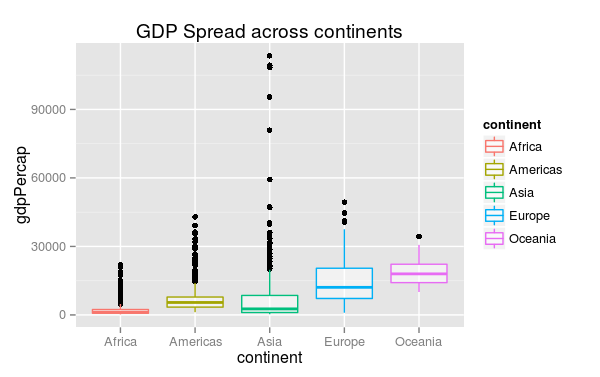 GDP Spread across continents
gdpPercap
90000
60000
30000
0
Africa Americas Asia Europe Oceania
continent
continent
Africa
Americas
Asia
Europe
Oceania